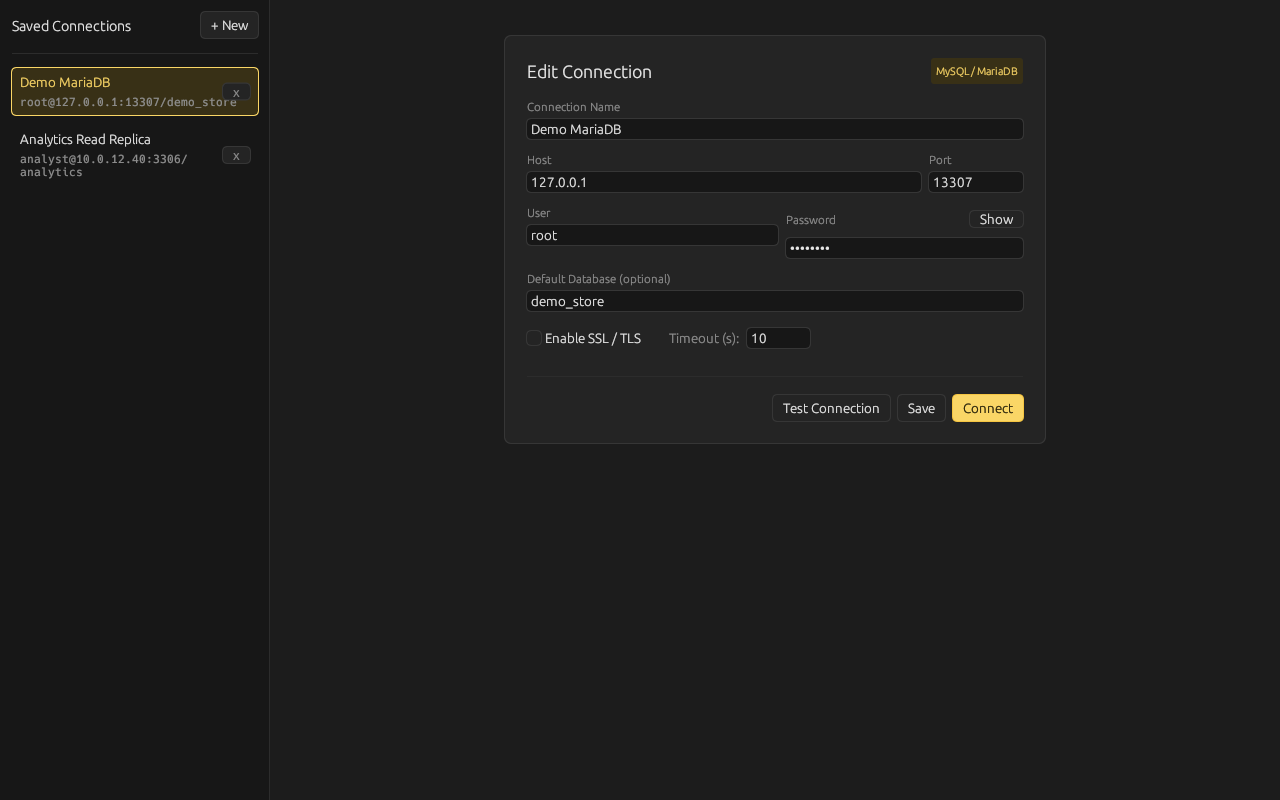 Saved Connections
+ New
Demo MariaDB
root@127.0.0.1:13307/demo_store
x
Analytics Read Replica
analyst@10.0.12.40:3306/
analytics
x
Edit Connection
MySQL / MariaDB
Connection Name
Demo MariaDB
Host
Port
127.0.0.1
13307
User
Password
Show
root
••••••••
Default Database (optional)
demo_store
Enable SSL / TLS
Timeout (s):
10
Test Connection
Save
Connect